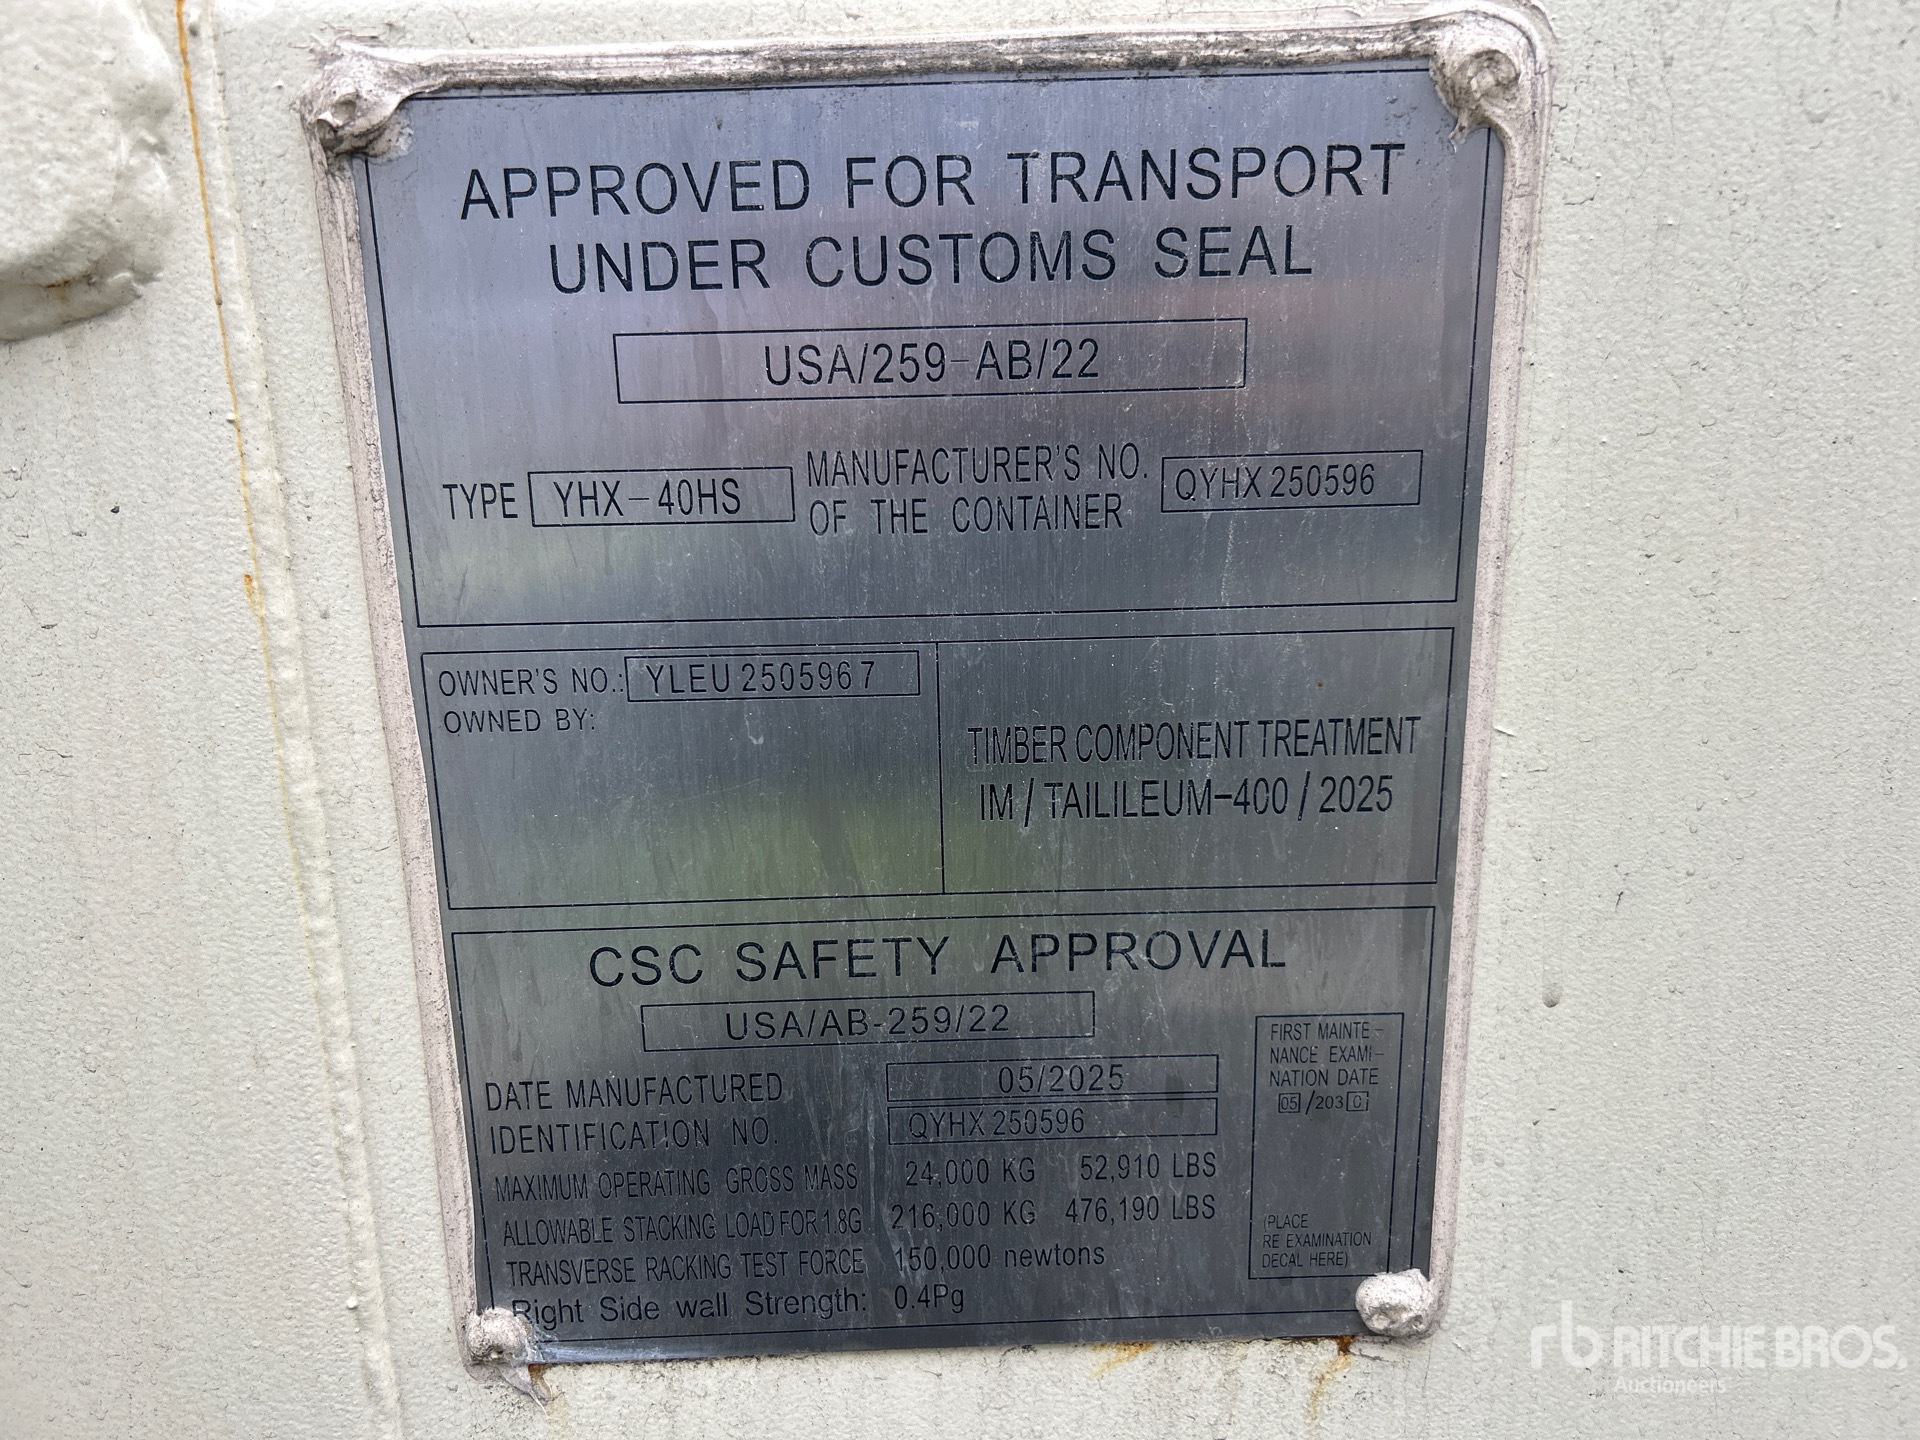 APPROVED FOR TRANSPORT
UNDER CUSTOMS SEAL
USA/259-AB/22
TYPE YHX-40HS MANUFACTURER'S NO. OF THE CONTAINER QYHX 250596
OWNER'S NO.: YLEU 250596 7
OWNED BY:
TIMBER COMPONENT TREATMENT
IM / TAILILEUM-400 / 2025
CSC SAFETY APPROVAL
USA/AB-259/22
DATE MANUFACTURED 05/2025
IDENTIFICATION NO. QYHX 250596
MAXIMUM OPERATING GROSS MASS 24,000 KG 52,910 LBS
ALLOWABLE STACKING LOAD FOR 1.8G 216,000 KG 476,190 LBS
TRANSVERSE RACKING TEST FORCE 150,000 newtons
Right Side wall Strength: 0.4Pg
FIRST MAINTE-
NANCE EXAMI-
NATION DATE
05 /203 0
(PLACE
RE EXAMINATION
DECAL HERE)
rb RITCHIE BROS.
Auctioneers